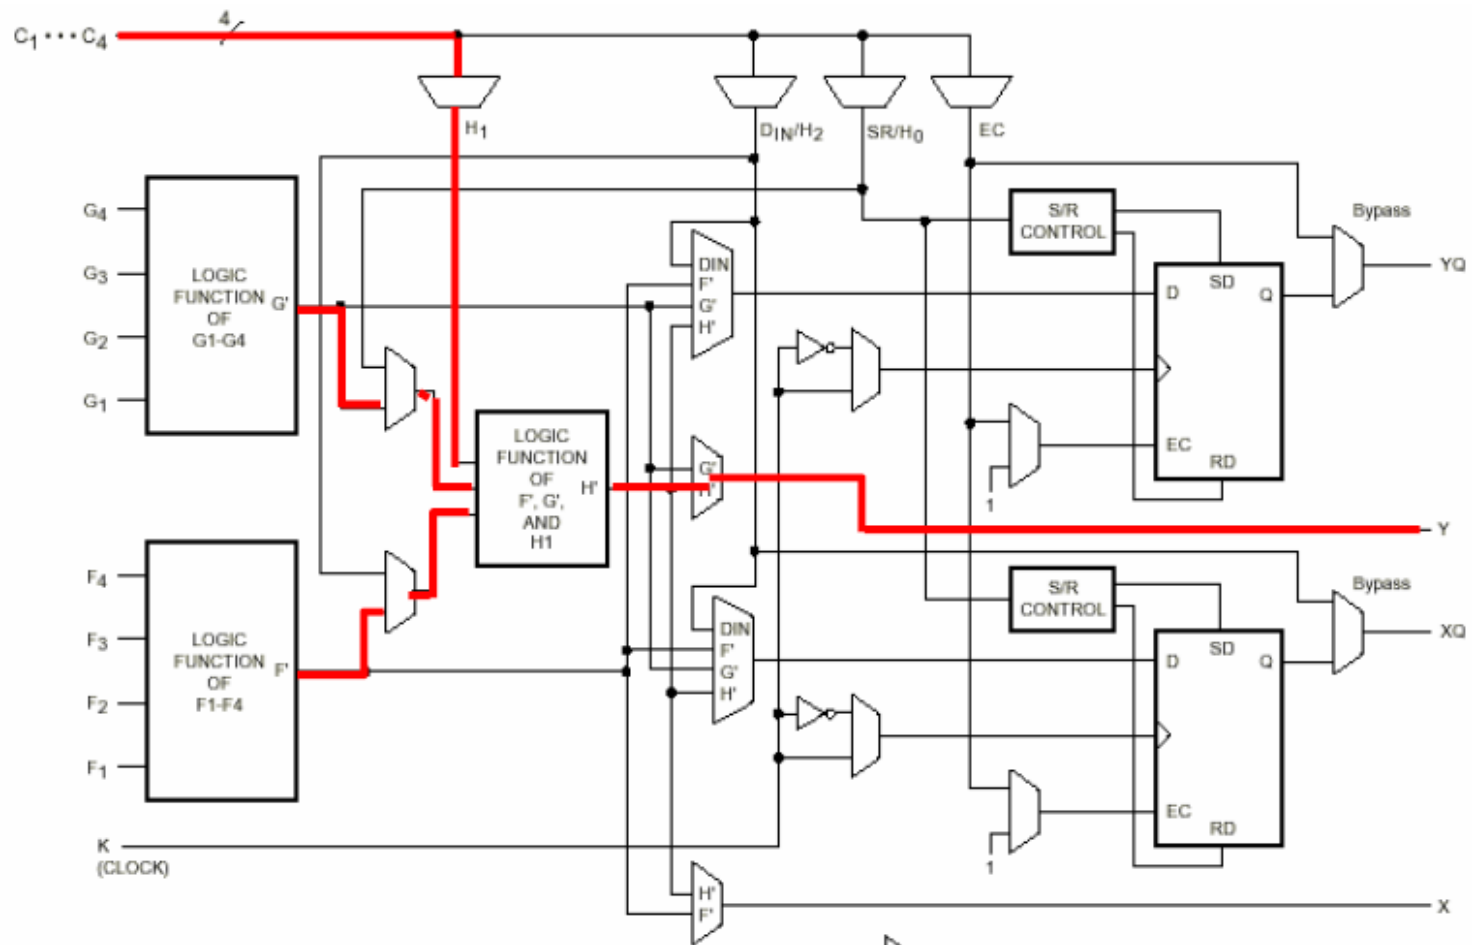 4
C1 ••• C4
H1
DIN/H2
SR/H0
EC
G4
G3
G2
G1
LOGIC
FUNCTION
OF
G1-G4
G'
S/R
CONTROL
Bypass
DIN
F'
G'
H'
D
SD
Q
YQ
EC
RD
1
LOGIC
FUNCTION
OF
F', G',
AND
H1
H'
G'
H'
Y
F4
F3
F2
F1
LOGIC
FUNCTION
OF
F1-F4
F'
S/R
CONTROL
Bypass
DIN
F'
G'
H'
D
SD
Q
XQ
EC
RD
1
K
(CLOCK)
H'
F'
X